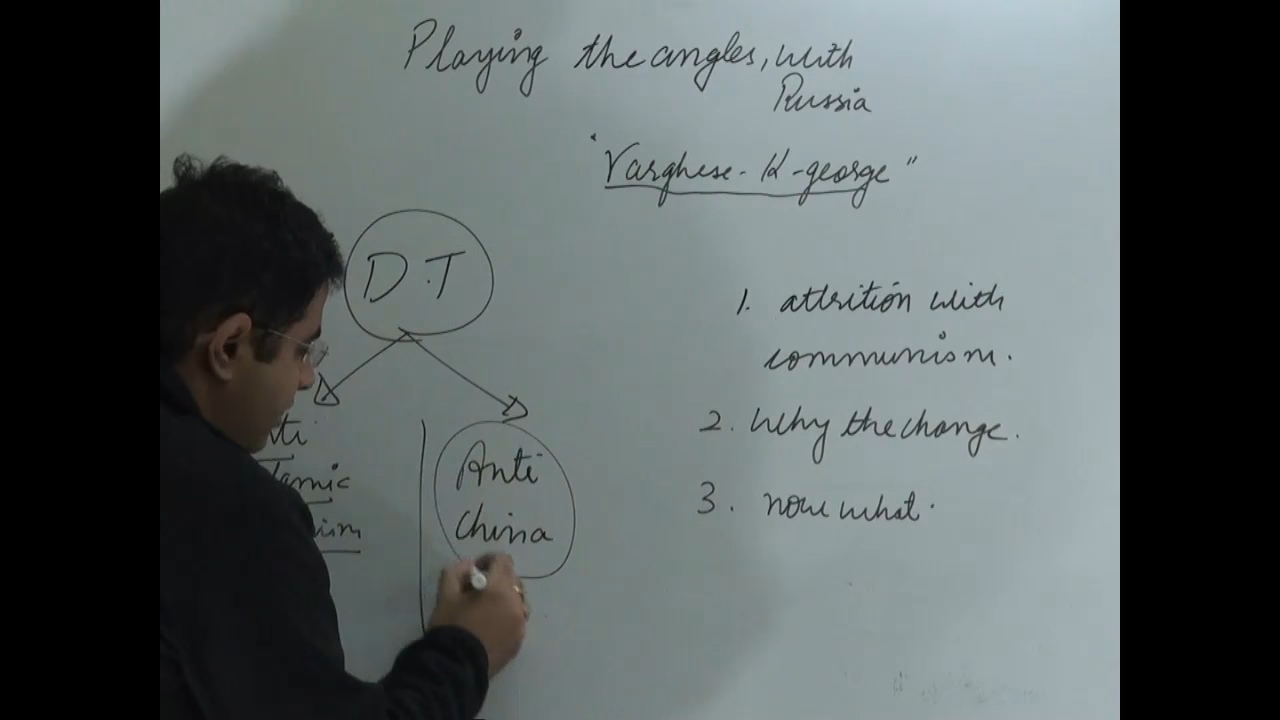 Playing the angles, with
Russia
"Varghese - K - george"
D.T
Anti
China
1. attrition with
communism.
2. Why the change.
3. now what.